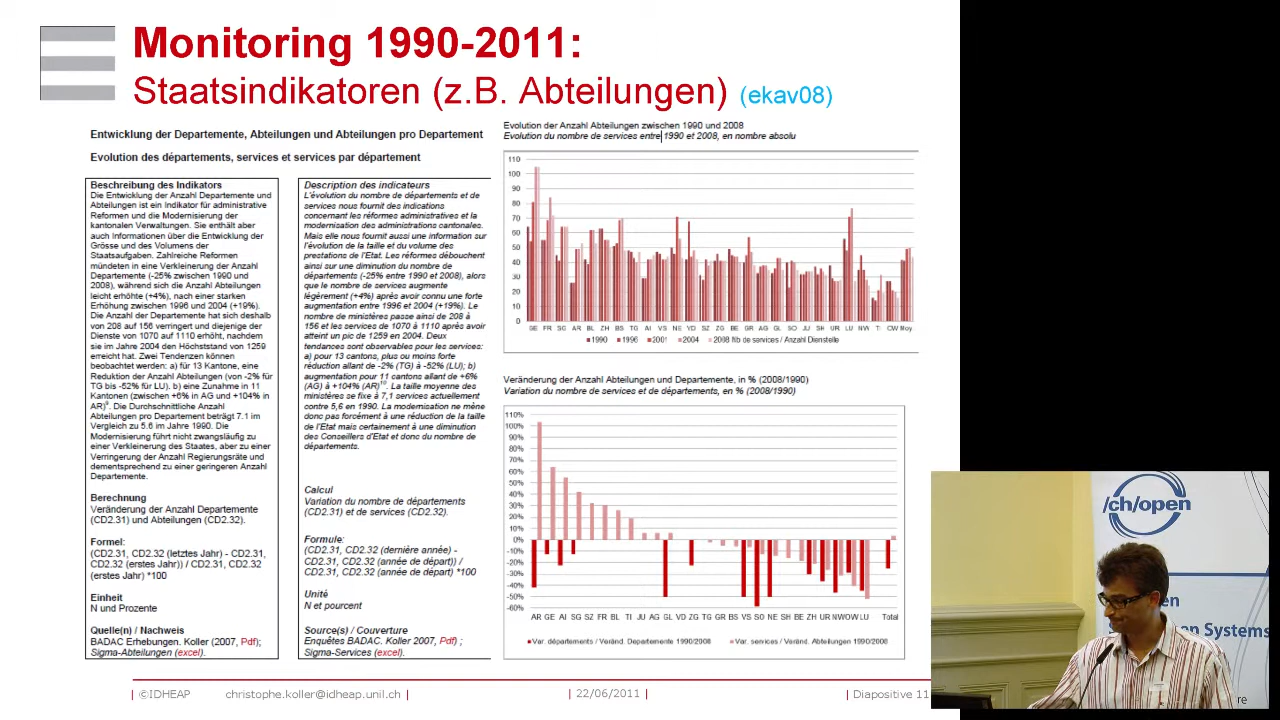 Monitoring 1990-2011:
Staatsindikatoren (z.B. Abteilungen) (ekav08)
Entwicklung der Departemente, Abteilungen und Abteilungen pro Departement
Evolution des départements, services et services par département
Beschreibung des Indikators
Die Entwicklung der Anzahl Departemente und
Abteilungen ist ein Indikator für administrative
Reformen und die Modernisierung der
kantonalen Verwaltungen. Sie enthält aber
auch Informationen über die Entwicklung der
Grösse und des Volumens der
Staatsaufgaben. Zahlreiche Reformen
mündeten in eine Verkleinerung der Anzahl
Departemente (-25% zwischen 1990 und
2008), während sich die Anzahl Abteilungen
leicht erhöhte (+4%), nach einer starken
Erhöhung zwischen 1996 und 2004 (+19%).
Die Anzahl der Departemente hat sich deshalb
von 208 auf 156 verringert und diejenige der
Dienste von 1070 auf 1110 erhöht, nachdem
sie im Jahre 2004 den Höchststand von 1259
erreicht hat. Zwei Tendenzen können
beobachtet werden: a) für 13 Kantone, eine
Reduktion der Anzahl Abteilungen (von -2% für
TG bis -52% für LU). b) eine Zunahme in 11
Kantonen (zwischen +6% in AG und +104% in
AR)9. Die Durchschnittliche Anzahl
Abteilungen pro Departement beträgt 7.1 im
Vergleich zu 5.6 im Jahre 1990. Die
Modernisierung führt nicht zwangsläufig zu
einer Verkleinerung des Staates, aber zu einer
Verringerung der Anzahl Regierungsräte und
dementsprechend zu einer geringeren Anzahl
Departemente.
Berechnung
Veränderung der Anzahl Departemente
(CD2.31) und Abteilungen (CD2.32).
Formel:
(CD2.31, CD2.32 (letztes Jahr) - CD2.31,
CD2.32 (erstes Jahr)) / CD2.31, CD2.32
(erstes Jahr) *100
Einheit
N und Prozente
Quelle(n) / Nachweis
BADAC Erhebungen. Koller (2007, Pdf);
Sigma-Abteilungen (excel).
Description des indicateurs
L'évolution du nombre de départements et de
services nous fournit des indications
concernant les réformes administratives et la
modernisation des administrations cantonales.
Mais elle nous fournit aussi une information sur
l'évolution de la taille et du volume des
prestations de l'Etat. Les réformes débouchent
ainsi sur une diminution du nombre de
départements (-25% entre 1990 et 2008), alors
que le nombre de services augmente
légèrement (+4%) après avoir connu une forte
augmentation entre 1996 et 2004 (+19%). Le
nombre de ministères passe ainsi de 208 à
156 et les services de 1070 à 1110 après avoir
atteint un pic de 1259 en 2004. Deux
tendances sont observables pour les services:
a) pour 13 cantons, plus ou moins forte
réduction allant de -2% (TG) à -52% (LU); b)
augmentation pour 11 cantons allant de +6%
(AG) à +104% (AR)10. La taille moyenne des
ministères se fixe à 7,1 services actuellement
contre 5,6 en 1990. La modernisation ne mène
donc pas forcément à une réduction de la taille
de l'Etat mais certainement à une diminution
des Conseillers d'Etat et donc du nombre de
départements.
Calcul
Variation du nombre de départements
(CD2.31) et de services (CD2.32).
Formule:
(CD2.31, CD2.32 (dernière année) -
CD2.31, CD2.32 (année de départ)) /
CD2.31, CD2.32 (année de départ) *100
Unité
N et pourcent
Source(s) / Couverture
Enquêtes BADAC. Koller 2007, Pdf) ;
Sigma-Services (excel).
Evolution der Anzahl Abteilungen zwischen 1990 und 2008
Evolution du nombre de services entre 1990 et 2008, en nombre absolu
110
100
90
80
70
60
50
40
30
20
10
0
GE FR SG AR BL ZH BS TG AI VS NE VD SZ ZG BE GR AG GL SO JU SH UR LU NW TI OW Moy
1990 1996 2001 2004 2008 Nb de services / Anzahl Dienstelle
Veränderung der Anzahl Abteilungen und Departemente, in % (2008/1990)
Variation du nombre de services et de départements, en % (2008/1990)
110%
100%
90%
80%
70%
60%
50%
40%
30%
20%
10%
0%
-10%
-20%
-30%
-40%
-50%
-60%
AR GE AI SG SZ FR BL TI JU AG GL VD ZG TG GR BS VS SO NE SH BE ZH UR NW OW LU Total
Var. départements / Veränd. Departemente 1990/2008 Var. services / Veränd. Abteilungen 1990/2008
| ©IDHEAP christophe.koller@idheap.unil.ch | | 22/06/2011 | | Diapositive 11
/ch/open
en Systems